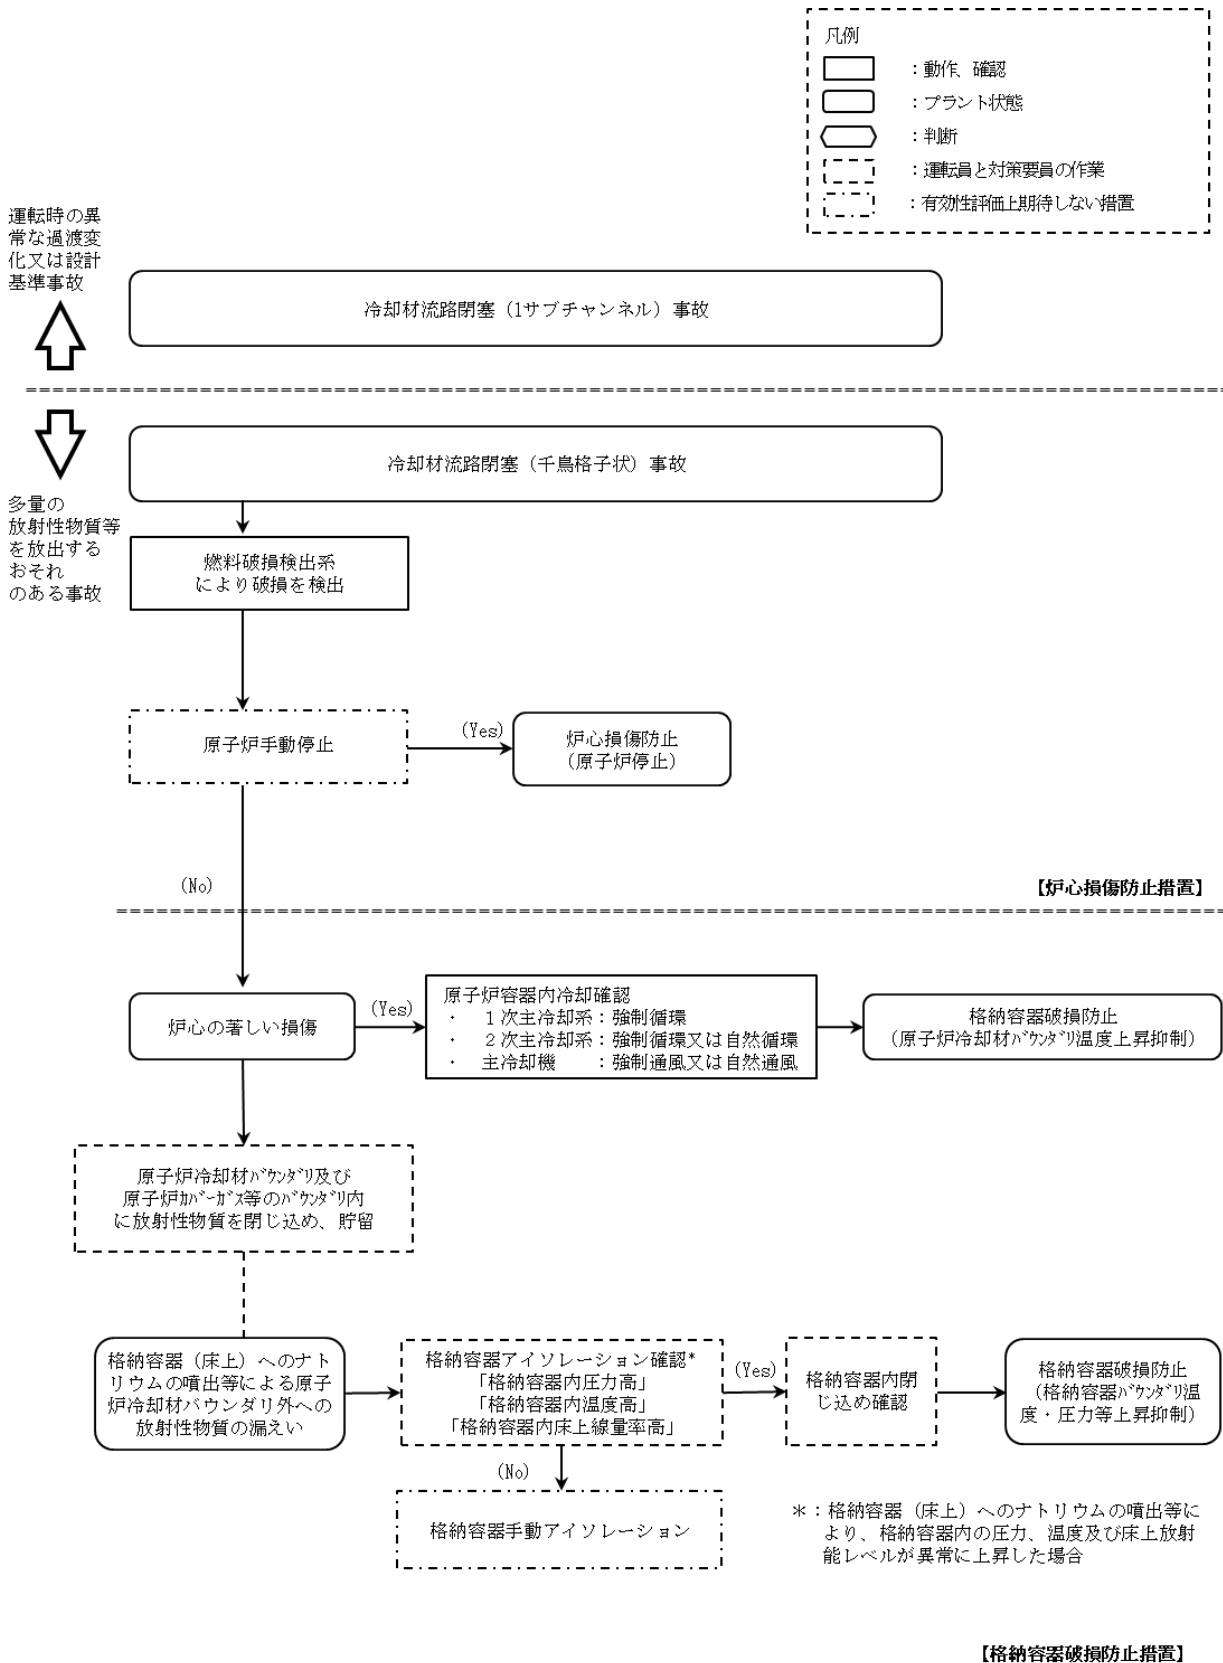 凡例
：動作、確認
：プラント状態
：判断
：運転員と対策要員の作業
：有効性評価上期待しない措置
運転時の異
常な過渡変
化又は設計
基準事故
冷却材流路閉塞（1サブチャンネル）事故
冷却材流路閉塞（千鳥格子状）事故
多量の
放射性物質等
を放出する
おそれ
のある事故
燃料破損検出系
により破損を検出
原子炉手動停止
(Yes)
炉心損傷防止
（原子炉停止）
(No)
【炉心損傷防止措置】
炉心の著しい損傷
(Yes)
原子炉容器内冷却確認
・ １次主冷却系：強制循環
・ ２次主冷却系：強制循環又は自然循環
・ 主冷却機 ：強制通風又は自然通風
格納容器破損防止
（原子炉冷却材ﾊﾞｳﾝﾀﾞﾘ温度上昇抑制）
原子炉冷却材ﾊﾞｳﾝﾀﾞﾘ及び
原子炉ｶﾊﾞｰｶﾞｽ等のﾊﾞｳﾝﾀﾞﾘ内
に放射性物質を閉じ込め、貯留
格納容器（床上）へのナト
リウムの噴出等による原子
炉冷却材バウンダリ外への
放射性物質の漏えい
格納容器アイソレーション確認*
「格納容器内圧力高」
「格納容器内温度高」
「格納容器内床上線量率高」
(Yes)
格納容器内閉
じ込め確認
格納容器破損防止
（格納容器ﾊﾞｳﾝﾀﾞﾘ温
度・圧力等上昇抑制）
(No)
格納容器手動アイソレーション
＊：格納容器（床上）へのナトリウムの噴出等に
より、格納容器内の圧力、温度及び床上放射
能レベルが異常に上昇した場合
【格納容器破損防止措置】